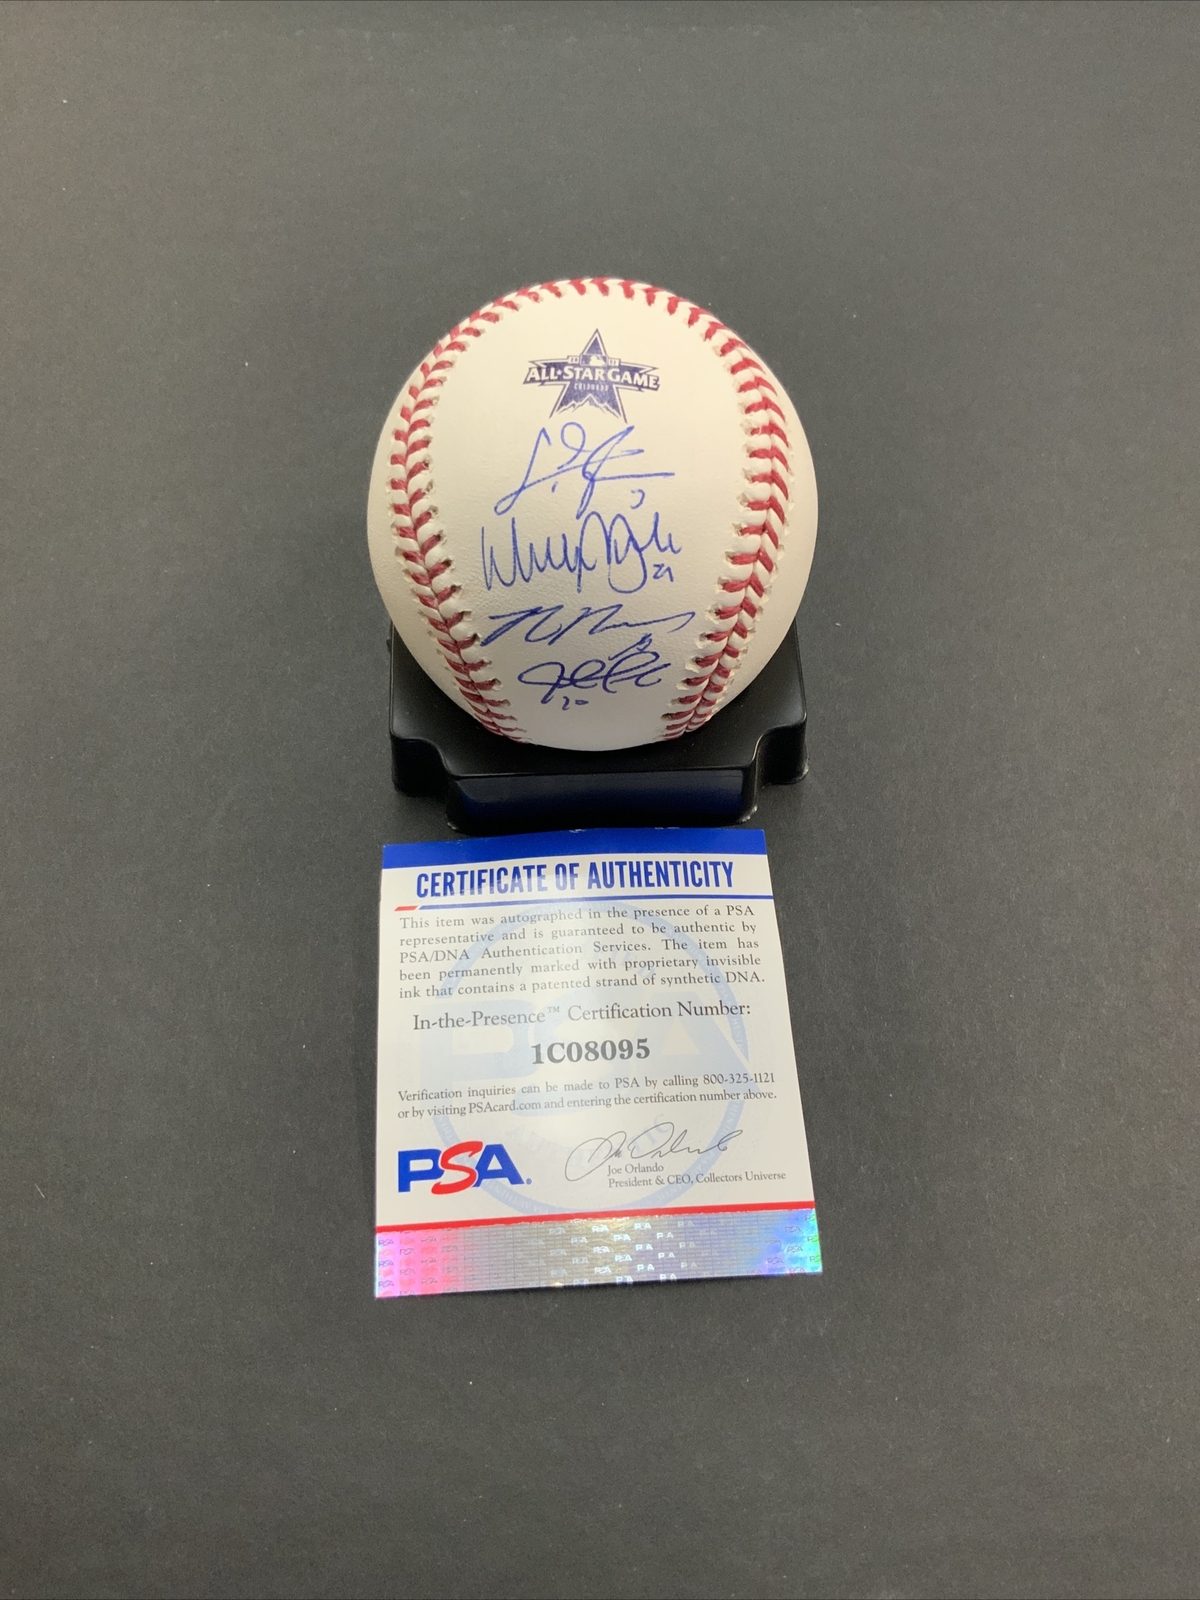 ALL★STAR GAME
COLORADO
21
20
CERTIFICATE OF AUTHENTICITY
This item was autographed in the presence of a PSA
representative and is guaranteed to be authentic by
PSA/DNA Authentication Services. The item has
been permanently marked with proprietary invisible
ink that contains a patented strand of synthetic DNA.
In-the-Presence™ Certification Number:
1C08095
Verification inquiries can be made to PSA by calling 800-325-1121
or by visiting PSAcard.com and entering the certification number above.
PSA.
Joe Orlando
President & CEO, Collectors Universe